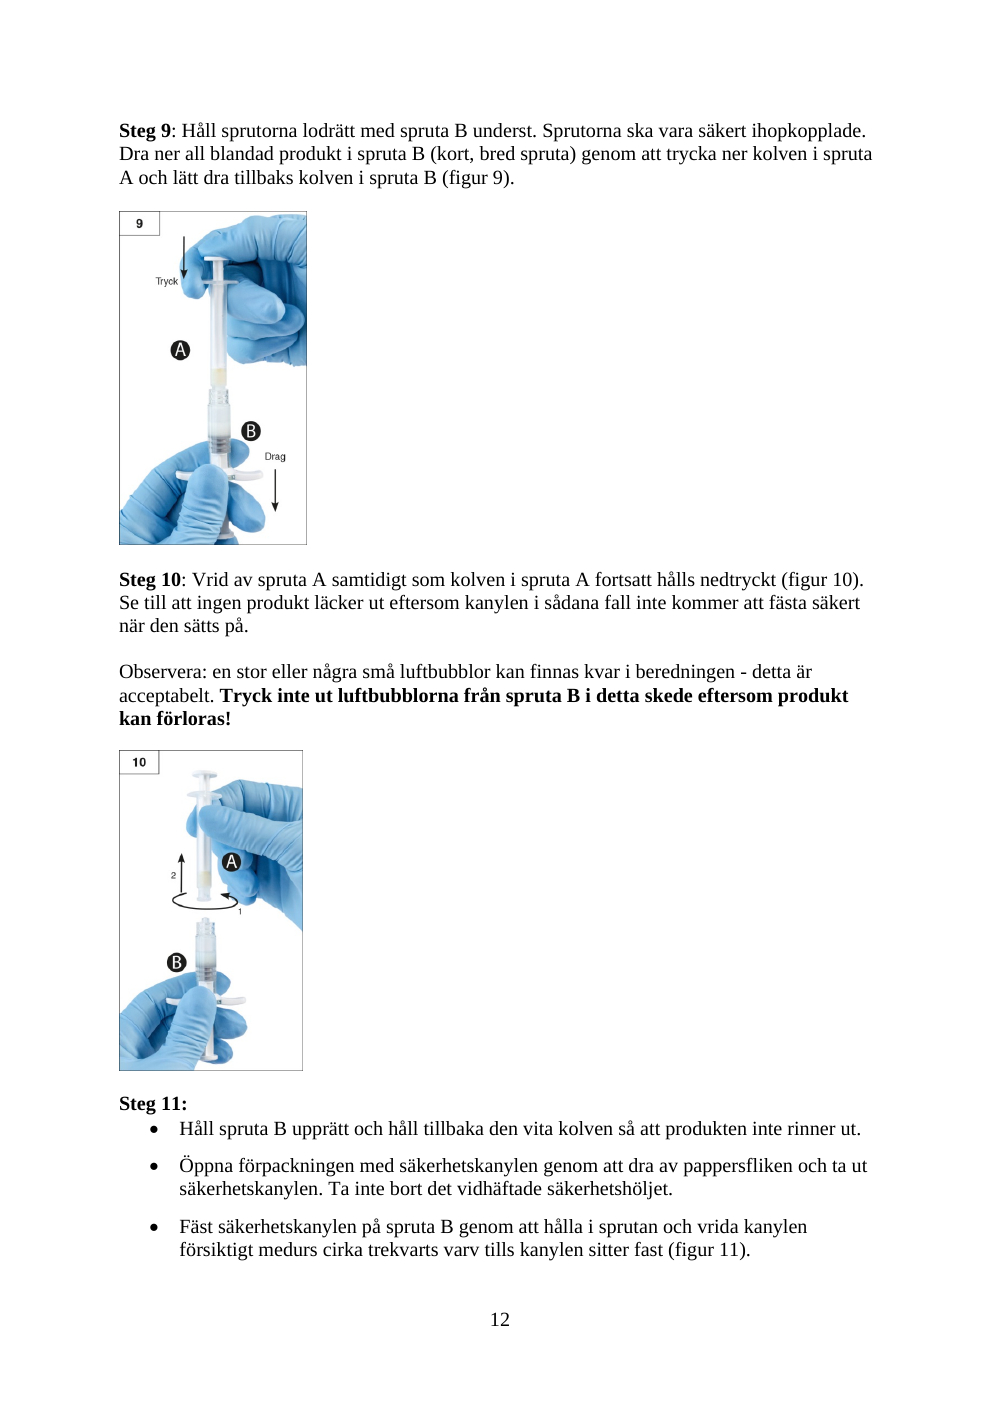 Steg 9: Håll sprutorna lodrätt med spruta B underst. Sprutorna ska vara säkert ihopkopplade.
Dra ner all blandad produkt i spruta B (kort, bred spruta) genom att trycka ner kolven i spruta
A och lätt dra tillbaks kolven i spruta B (figur 9).
9
Tryck
A
B
Drag
Steg 10: Vrid av spruta A samtidigt som kolven i spruta A fortsatt hålls nedtryckt (figur 10).
Se till att ingen produkt läcker ut eftersom kanylen i sådana fall inte kommer att fästa säkert
när den sätts på.
Observera: en stor eller några små luftbubblor kan finnas kvar i beredningen - detta är
acceptabelt. Tryck inte ut luftbubblorna från spruta B i detta skede eftersom produkt
kan förloras!
10
A
2
1
B
Steg 11:
• Håll spruta B upprätt och håll tillbaka den vita kolven så att produkten inte rinner ut.
• Öppna förpackningen med säkerhetskanylen genom att dra av pappersfliken och ta ut
säkerhetskanylen. Ta inte bort det vidhäftade säkerhetshöljet.
• Fäst säkerhetskanylen på spruta B genom att hålla i sprutan och vrida kanylen
försiktigt medurs cirka trekvarts varv tills kanylen sitter fast (figur 11).
12